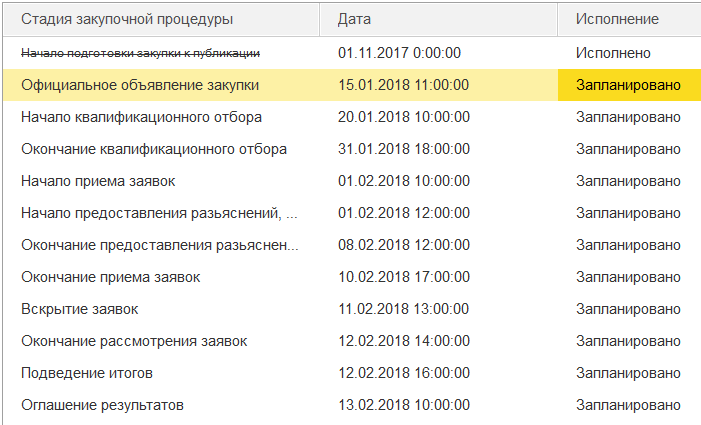 Стадия закупочной процедуры Дата Исполнение
Начало подготовки закупки к публикации 01.11.2017 0:00:00 Исполнено
Официальное объявление закупки 15.01.2018 11:00:00 Запланировано
Начало квалификационного отбора 20.01.2018 10:00:00 Запланировано
Окончание квалификационного отбора 31.01.2018 18:00:00 Запланировано
Начало приема заявок 01.02.2018 10:00:00 Запланировано
Начало предоставления разьяснений, ... 01.02.2018 12:00:00 Запланировано
Окончание предоставления разьяснен... 08.02.2018 12:00:00 Запланировано
Окончание приема заявок 10.02.2018 17:00:00 Запланировано
Вскрытие заявок 11.02.2018 13:00:00 Запланировано
Окончание рассмотрения заявок 12.02.2018 14:00:00 Запланировано
Подведение итогов 12.02.2018 16:00:00 Запланировано
Оглашение результатов 13.02.2018 10:00:00 Запланировано